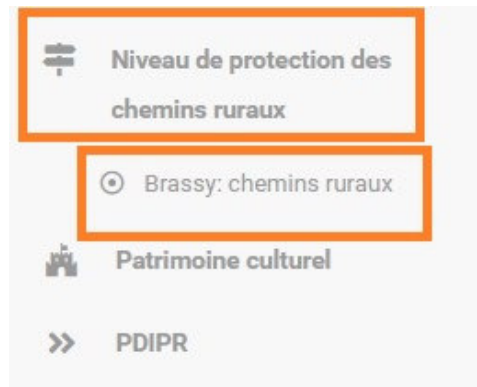 Niveau de protection des
chemins ruraux
Brassy: chemins ruraux
Patrimoine culturel
PDIPR